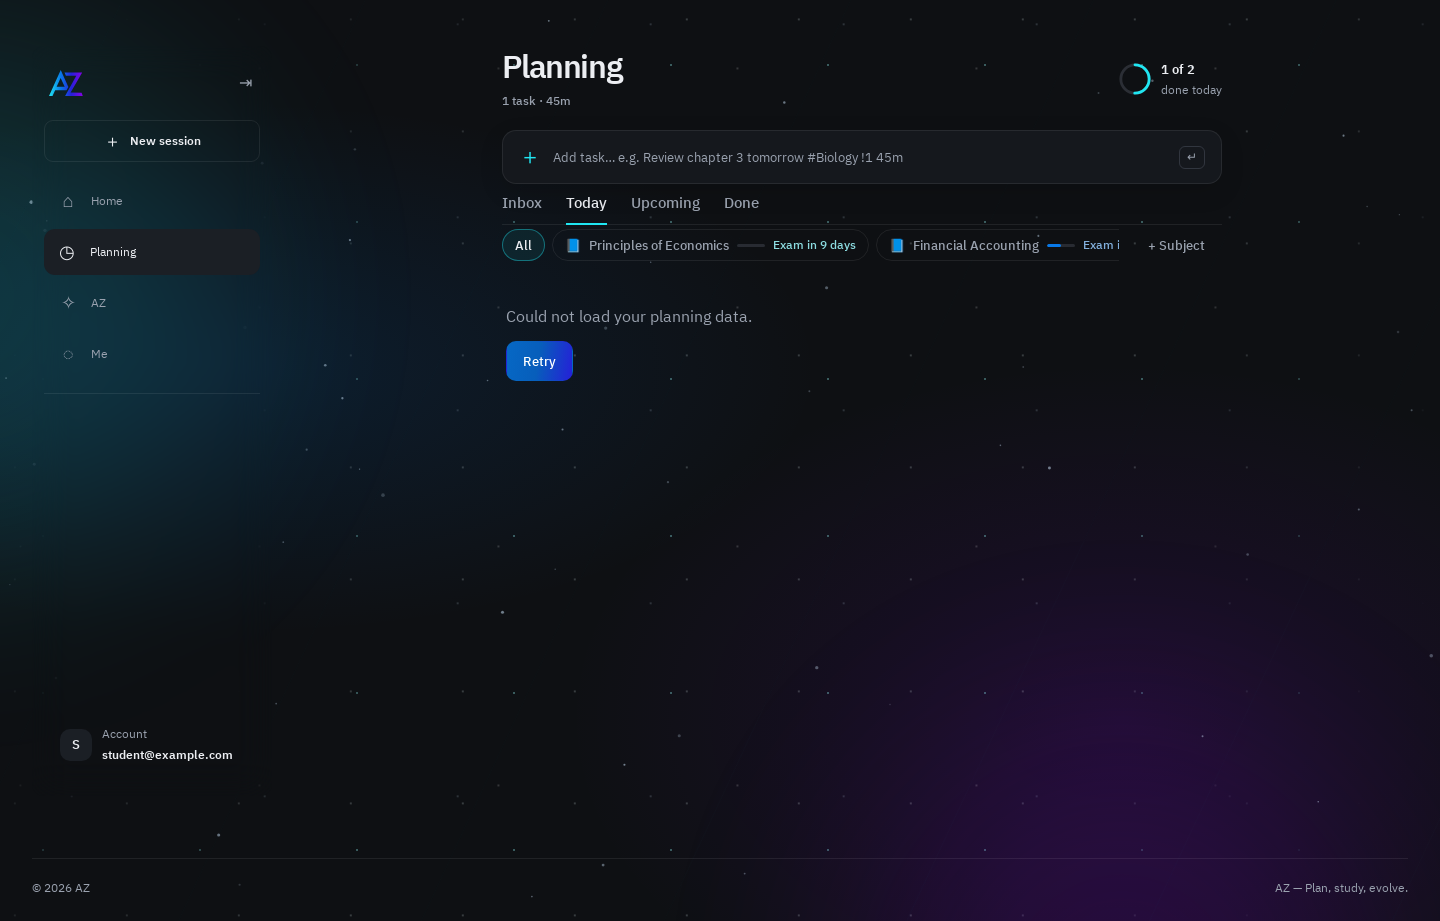 AZ
⇥
+ New session
Home
Planning
AZ
Me
Account
S
student@example.com
Planning
1 task · 45m
1 of 2
done today
+ Add task… e.g. Review chapter 3 tomorrow #Biology !1 45m ↵
Inbox Today Upcoming Done
All Principles of Economics Exam in 9 days Financial Accounting Exam i + Subject
Could not load your planning data.
Retry
© 2026 AZ
AZ — Plan, study, evolve.